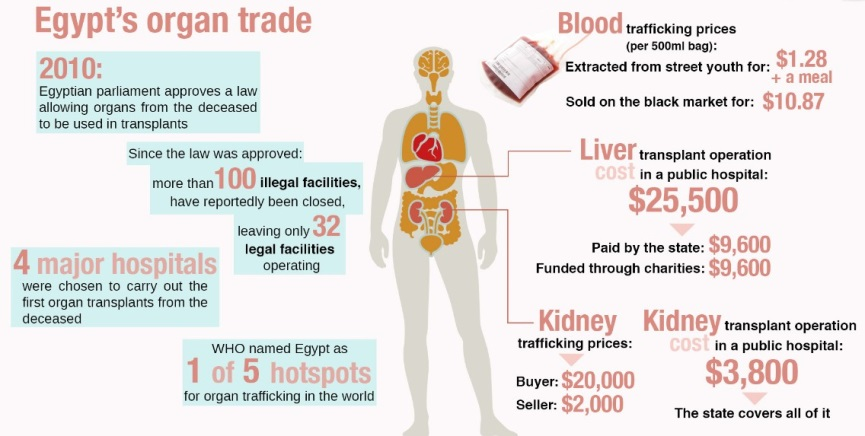 Egypt's organ trade
2010:
Egyptian parliament approves a law
allowing organs from the deceased
to be used in transplants
Since the law was approved:
more than 100 illegal facilities,
have reportedly been closed,
leaving only 32
legal facilities
operating
4 major hospitals
were chosen to carry out the
first organ transplants from the
deceased
WHO named Egypt as
1 of 5 hotspots
for organ trafficking in the world
Blood trafficking prices
(per 500ml bag):
Extracted from street youth for: $1.28
+ a meal
Sold on the black market for: $10.87
Liver transplant operation
cost in a public hospital:
$25,500
Paid by the state: $9,600
Funded through charities: $9,600
Kidney
trafficking prices:
Buyer: $20,000
Seller: $2,000
Kidney transplant operation
cost in a public hospital:
$3,800
The state covers all of it